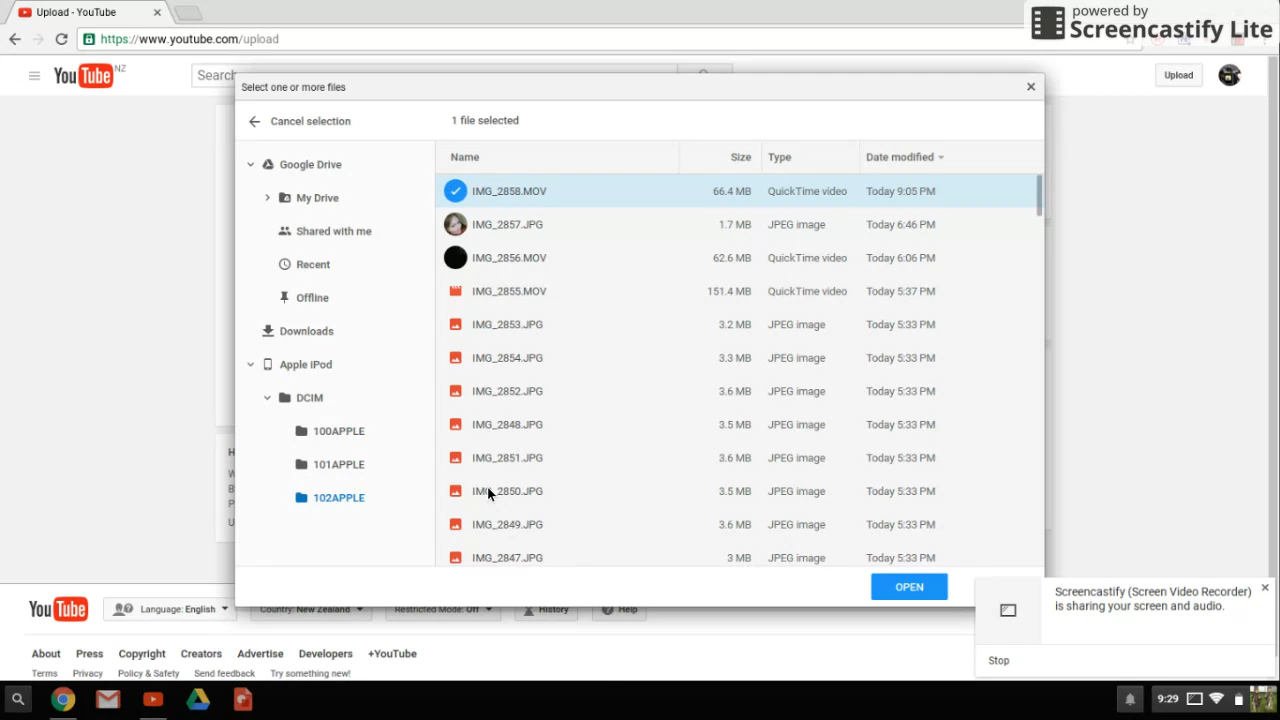 Upload - YouTube
powered by
Screencastify Lite
https://www.youtube.com/upload
YouTube NZ
Search
Upload
Select one or more files
Cancel selection
1 file selected
Google Drive
My Drive
Shared with me
Recent
Offline
Downloads
Apple iPod
DCIM
100APPLE
101APPLE
102APPLE
Name Size Type Date modified
IMG_2858.MOV 66.4 MB QuickTime video Today 9:05 PM
IMG_2857.JPG 1.7 MB JPEG image Today 6:46 PM
IMG_2856.MOV 62.6 MB QuickTime video Today 6:06 PM
IMG_2855.MOV 151.4 MB QuickTime video Today 5:37 PM
IMG_2853.JPG 3.2 MB JPEG image Today 5:33 PM
IMG_2854.JPG 3.3 MB JPEG image Today 5:33 PM
IMG_2852.JPG 3.6 MB JPEG image Today 5:33 PM
IMG_2848.JPG 3.5 MB JPEG image Today 5:33 PM
IMG_2851.JPG 3.6 MB JPEG image Today 5:33 PM
IMG_2850.JPG 3.5 MB JPEG image Today 5:33 PM
IMG_2849.JPG 3.6 MB JPEG image Today 5:33 PM
IMG_2847.JPG 3 MB JPEG image Today 5:33 PM
OPEN
Screencastify (Screen Video Recorder)
is sharing your screen and audio.
Stop
YouTube Language: English Country: New Zealand Restricted Mode: Off History Help
About Press Copyright Creators Advertise Developers +YouTube
Terms Privacy Policy & Safety Send feedback Try something new!
9:29